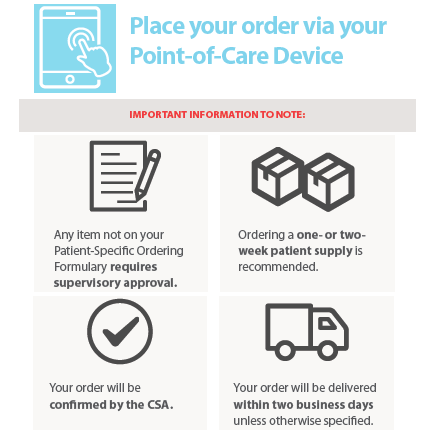 Place your order via your
Point-of-Care Device
IMPORTANT INFORMATION TO NOTE:
Any item not on your
Patient-Specific Ordering
Formulary requires
supervisory approval.
Ordering a one- or two-
week patient supply is
recommended.
Your order will be
confirmed by the CSA.
Your order will be delivered
within two business days
unless otherwise specified.